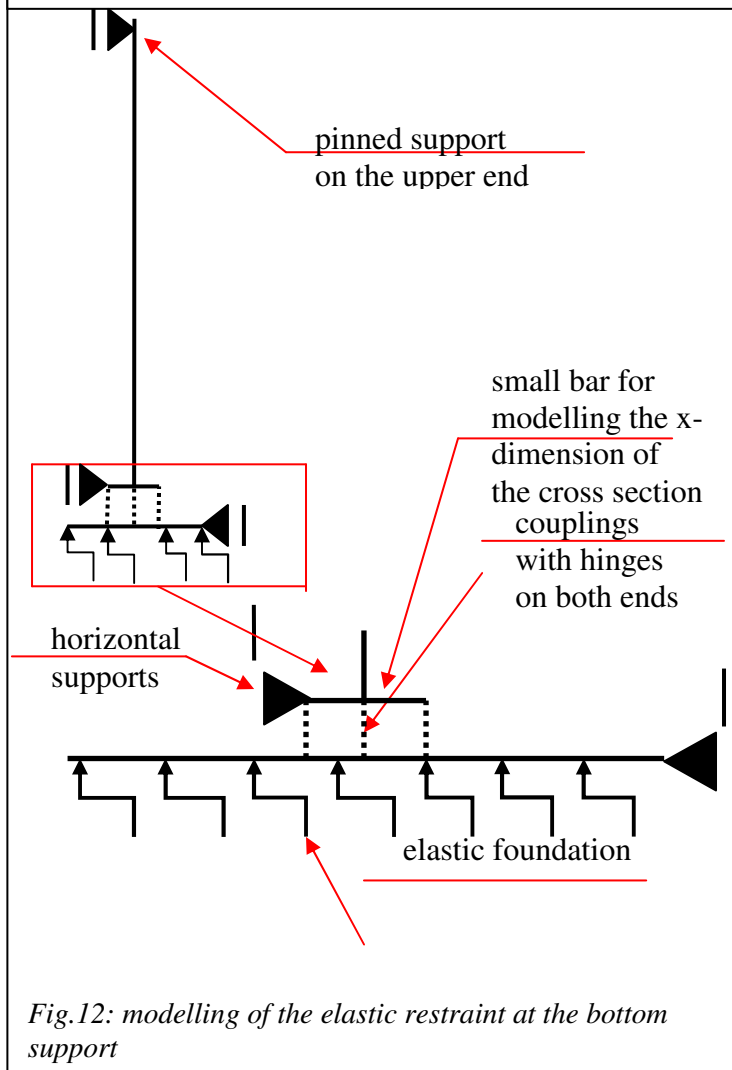 pinned support
on the upper end
small bar for
modelling the x-
dimension of
the cross section
couplings
with hinges
on both ends
horizontal
supports
elastic foundation
Fig.12: modelling of the elastic restraint at the bottom
support